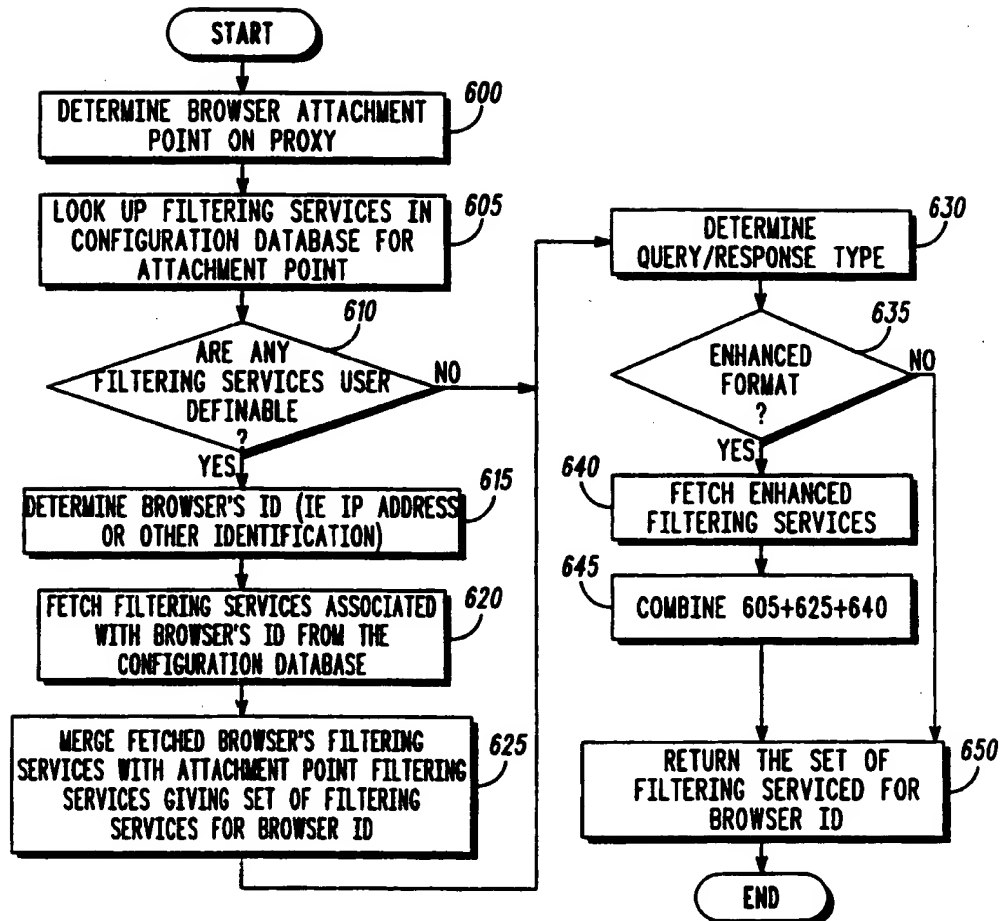 START
600
DETERMINE BROWSER ATTACHMENT
POINT ON PROXY
605
LOOK UP FILTERING SERVICES IN
CONFIGURATION DATABASE FOR
ATTACHMENT POINT
610
ARE ANY
FILTERING SERVICES USER
DEFINABLE
?
NO
YES
615
DETERMINE BROWSER'S ID (IE IP ADDRESS
OR OTHER IDENTIFICATION)
620
FETCH FILTERING SERVICES ASSOCIATED
WITH BROWSER'S ID FROM THE
CONFIGURATION DATABASE
625
MERGE FETCHED BROWSER'S FILTERING
SERVICES WITH ATTACHMENT POINT FILTERING
SERVICES GIVING SET OF FILTERING
SERVICES FOR BROWSER ID
630
DETERMINE
QUERY/RESPONSE TYPE
635
ENHANCED
FORMAT
?
NO
YES
640
FETCH ENHANCED
FILTERING SERVICES
645
COMBINE 605+625+640
650
RETURN THE SET OF
FILTERING SERVICED FOR
BROWSER ID
END